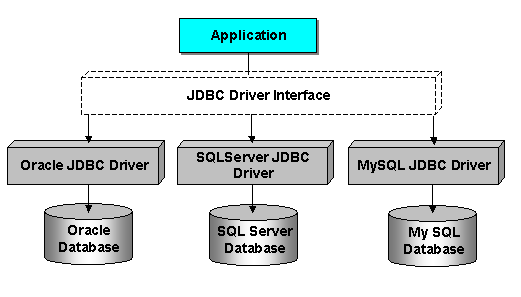 Application
JDBC Driver Interface
Oracle JDBC Driver
SQLServer JDBC
Driver
MySQL JDBC Driver
Oracle
Database
SQL Server
Database
My SQL
Database